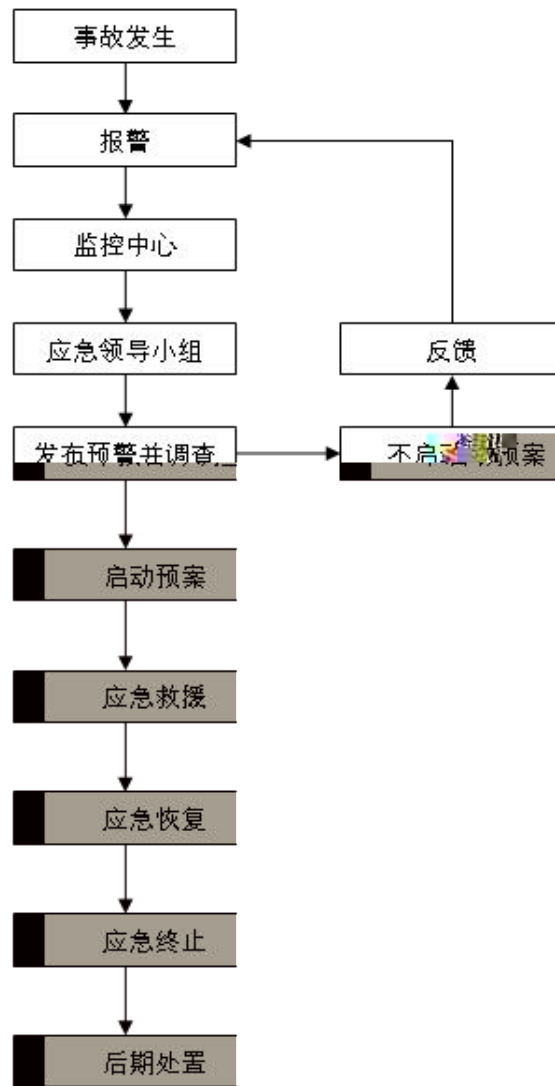 事故发生
报警
监控中心
应急领导小组
反馈
发布预警并调查
不启动预案
启动预案
应急救援
应急恢复
应急终止
后期处置